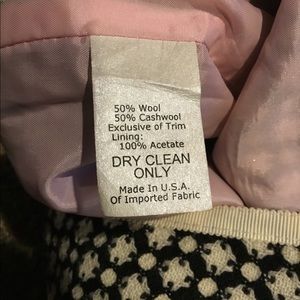 50% Wool
50% Cashwool
Exclusive of Trim
Lining:
100% Acetate
DRY CLEAN
ONLY
Made In U.S.A.
Of Imported Fabric